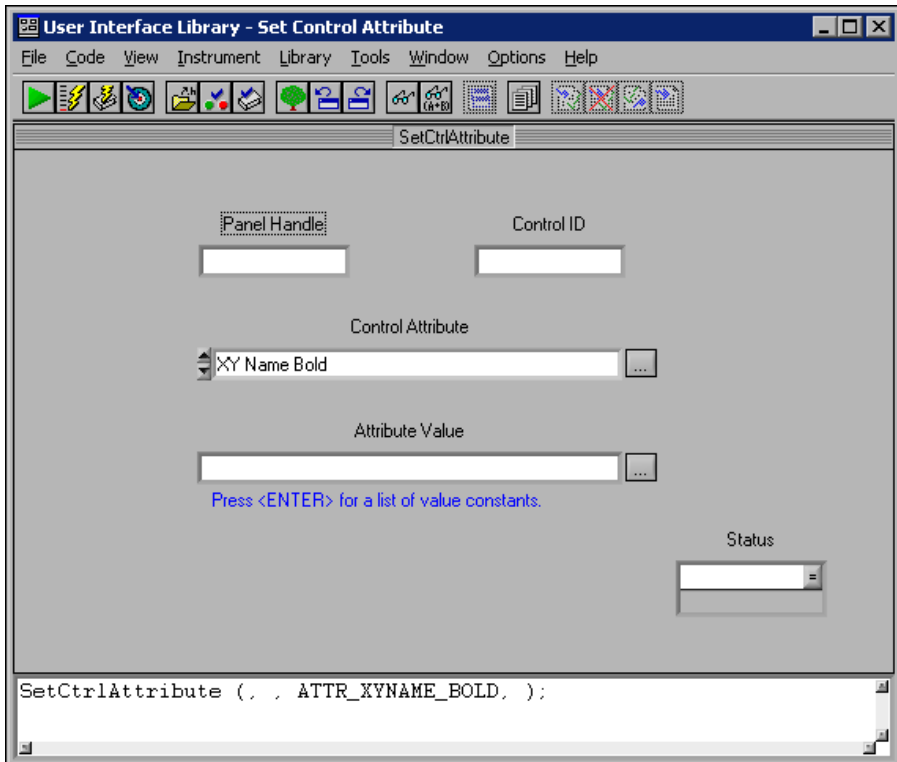 User Interface Library - Set Control Attribute
File Code View Instrument Library Tools Window Options Help
SetCtrlAttribute
Panel Handle Control ID
Control Attribute
XY Name Bold ...
Attribute Value
...
Press <ENTER> for a list of value constants.
Status
=
SetCtrlAttribute (, , ATTR_XYNAME_BOLD, );